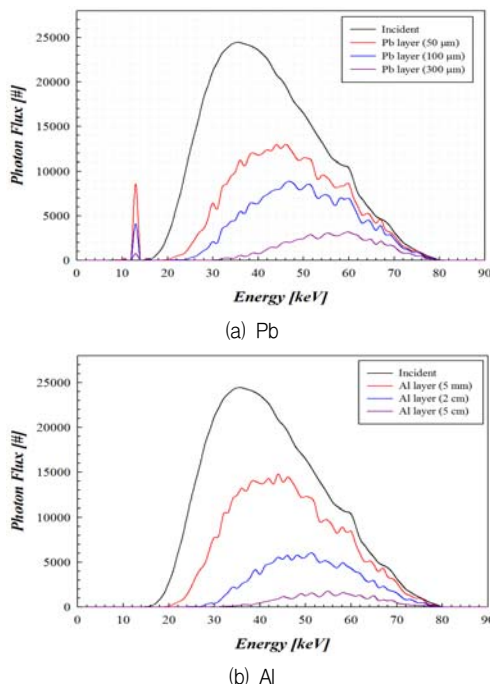 25000
20000
15000
10000
5000
0
Photon Flux [#]
Incident
Pb layer (50 μm)
Pb layer (100 μm)
Pb layer (300 μm)
0 10 20 30 40 50 60 70 80 90
Energy [keV]
(a) Pb
25000
20000
15000
10000
5000
0
Photon Flux [#]
Incident
Al layer (5 mm)
Al layer (2 cm)
Al layer (5 cm)
0 10 20 30 40 50 60 70 80 90
Energy [keV]
(b) Al